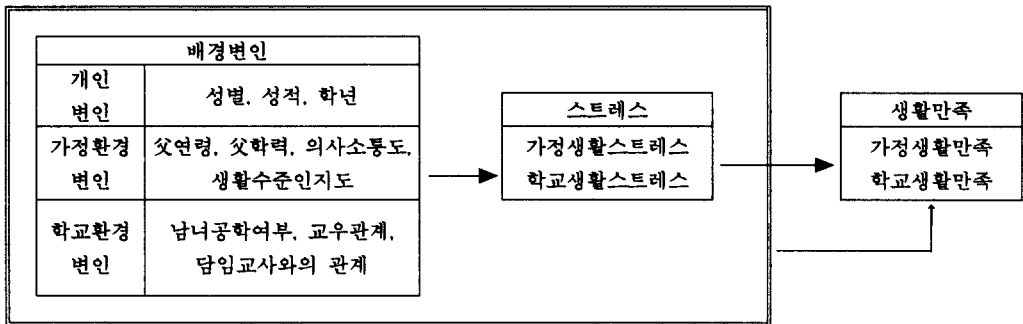 배경변인
개인
변인
성별, 성적, 학년
가정환경
변인
父연령, 父학력, 의사소통도,
생활수준인지도
학교환경
변인
남녀공학여부, 교우관계,
담임교사와의 관계
스트레스
가정생활스트레스
학교생활스트레스
생활만족
가정생활만족
학교생활만족